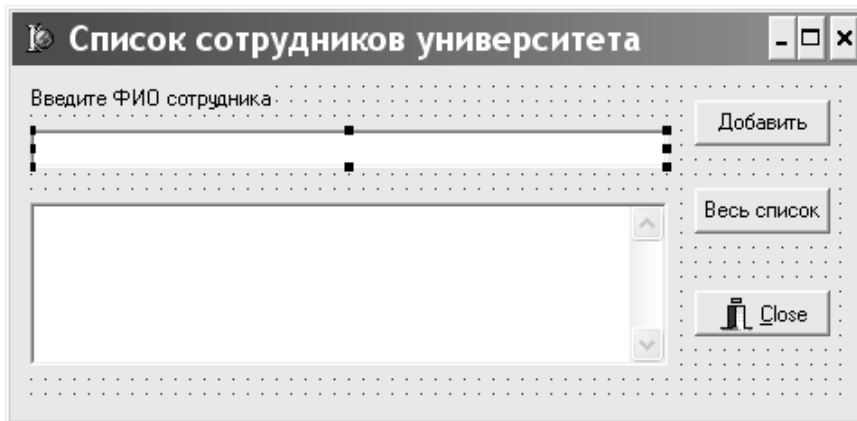 Список сотрудников университета
Введите ФИО сотрудника
Добавить
Весь список
Close